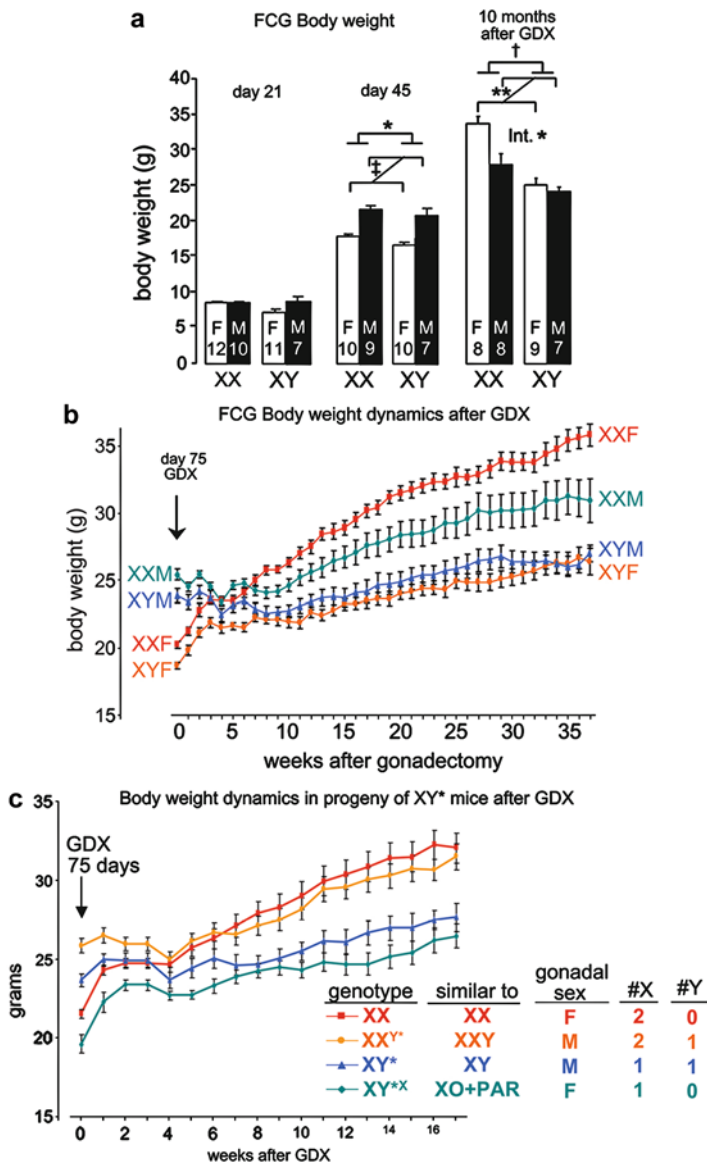 a
FCG Body weight
10 months
after GDX
†
day 21
day 45
*
‡
**
Int. *
body weight (g)
40
35
30
25
20
15
10
5
0
F M F M F M F M F M F M
12 10 11 7 10 9 10 7 8 8 9 7
XX XY XX XY XX XY
b
FCG Body weight dynamics after GDX
day 75
GDX
body weight (g)
35
30
25
20
15
XXM
XYM
XXF
XYF
XXF
XXM
XYM
XYF
0 5 10 15 20 25 30 35
weeks after gonadectomy
c
Body weight dynamics in progeny of XY* mice after GDX
GDX
75 days
grams
35
30
25
20
15
genotype similar to gonadal sex #X #Y
XX XX F 2 0
XXY* XXY M 2 1
XY* XY M 1 1
XY*X XO+PAR F 1 0
0 2 4 6 8 10 12 14 16
weeks after GDX